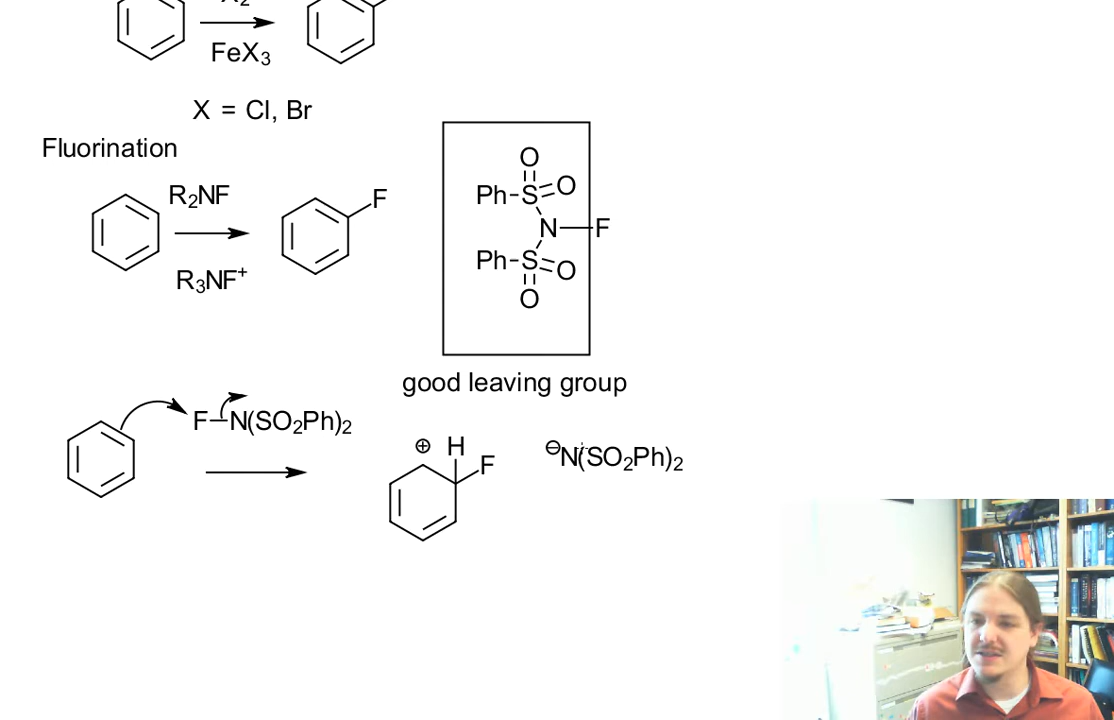 FeX₃
X = Cl, Br
Fluorination
R₂NF
F
R₃NF⁺
O
Ph-S=O
N—F
Ph-S=O
O
good leaving group
F—N(SO₂Ph)₂
⊕ H
F
⊖N(SO₂Ph)₂